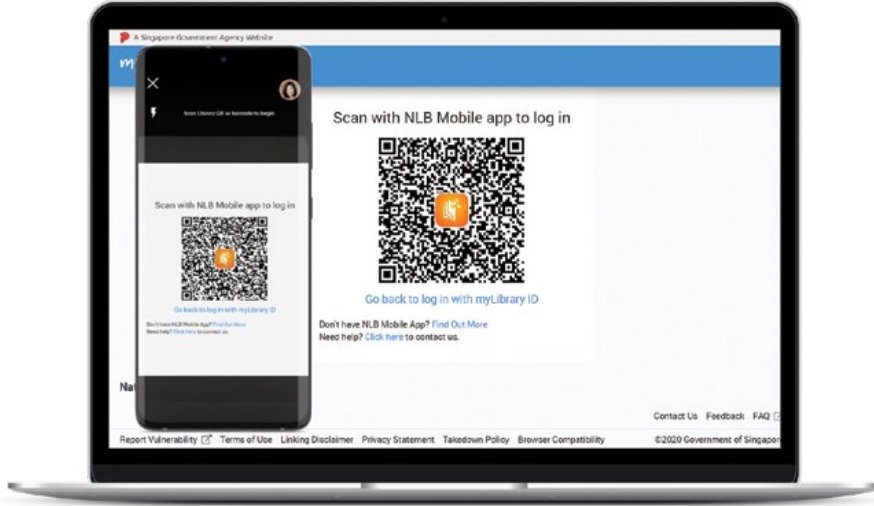 A Singapore Government Agency Website
Scan Library QR or barcode to begin
Scan with NLB Mobile app to log in
Go back to log in with myLibrary ID
Don't have NLB Mobile App? Find Out More
Need help? Click here to contact us.
Scan with NLB Mobile app to log in
Go back to log in with myLibrary ID
Don't have NLB Mobile App? Find Out More
Need help? Click here to contact us.
Contact Us Feedback FAQ
Report Vulnerability Terms of Use Linking Disclaimer Privacy Statement Takedown Policy Browser Compatibility ©2020 Government of